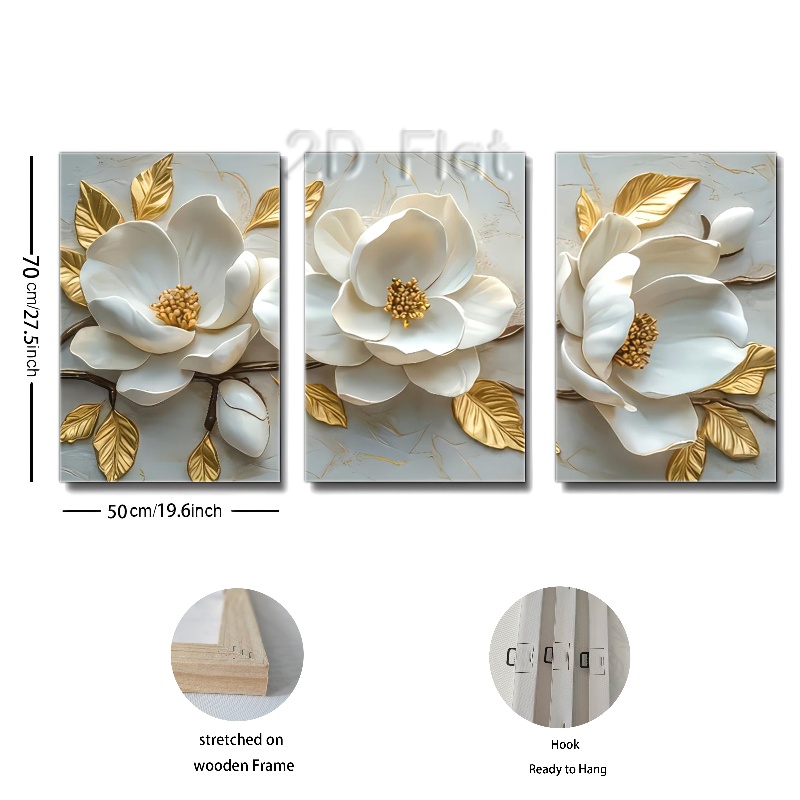 2D Flat
70 cm/27.5inch
50cm/19.6inch
stretched on
wooden Frame
Hook
Ready to Hang